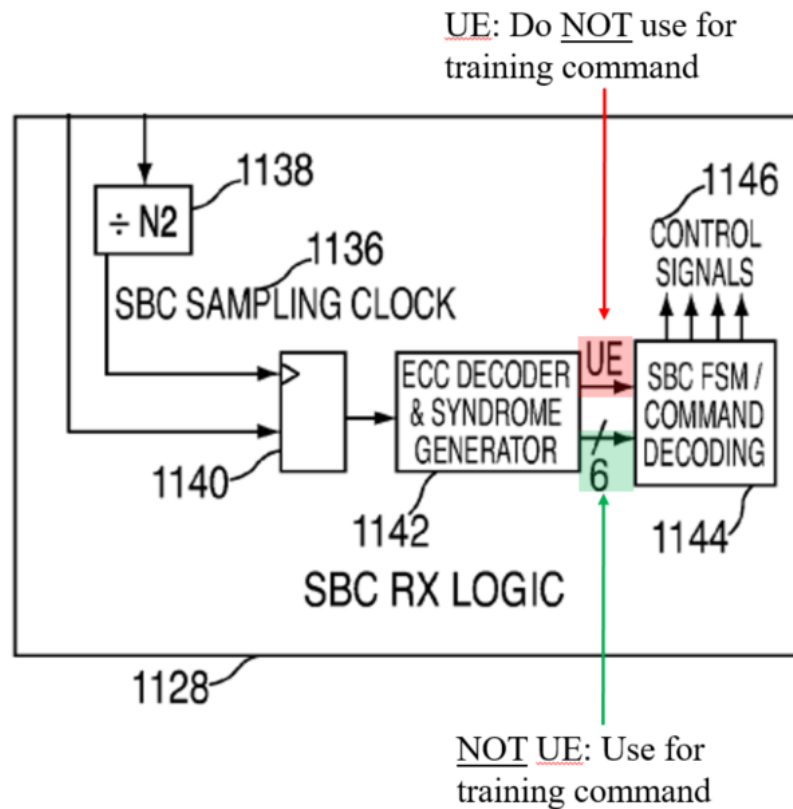 UE: Do NOT use for
training command
1138
÷ N2
1136
SBC SAMPLING CLOCK
1146
CONTROL
SIGNALS
ECC DECODER
& SYNDROME
GENERATOR
UE
/
6
SBC FSM /
COMMAND
DECODING
1140
1142
1144
SBC RX LOGIC
1128
NOT UE: Use for
training command